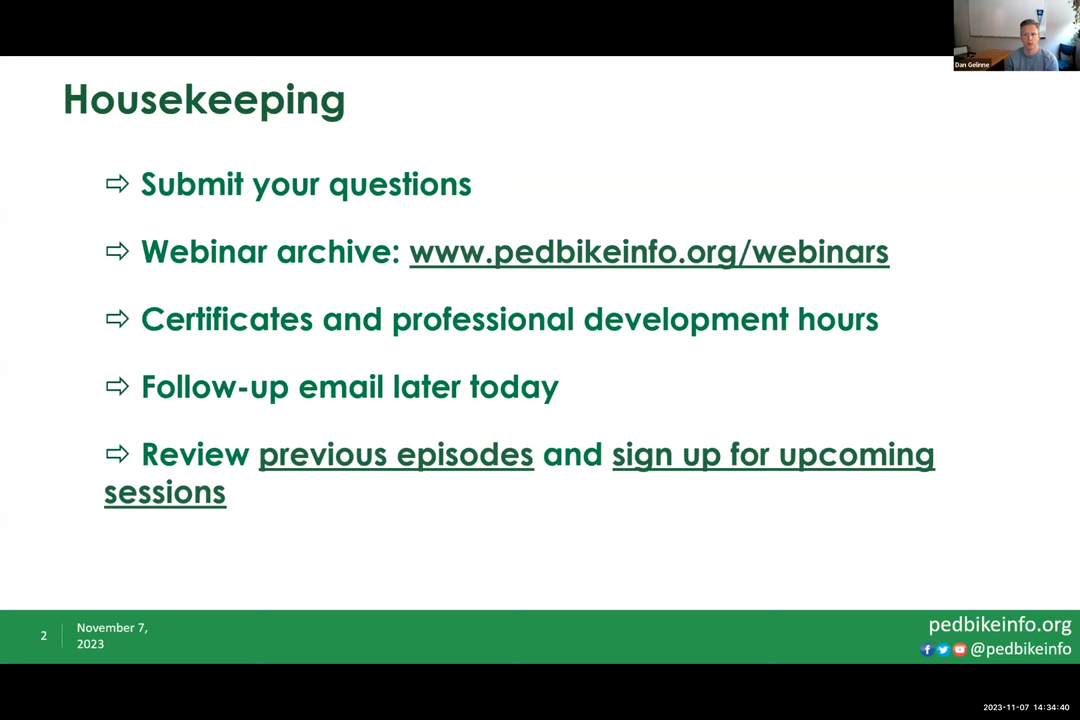 Dan Gelinne
Housekeeping
⇨ Submit your questions
⇨ Webinar archive: www.pedbikeinfo.org/webinars
⇨ Certificates and professional development hours
⇨ Follow-up email later today
⇨ Review previous episodes and sign up for upcoming
sessions
2
November 7,
2023
pedbikeinfo.org
@pedbikeinfo
2023-11-07 14:34:40